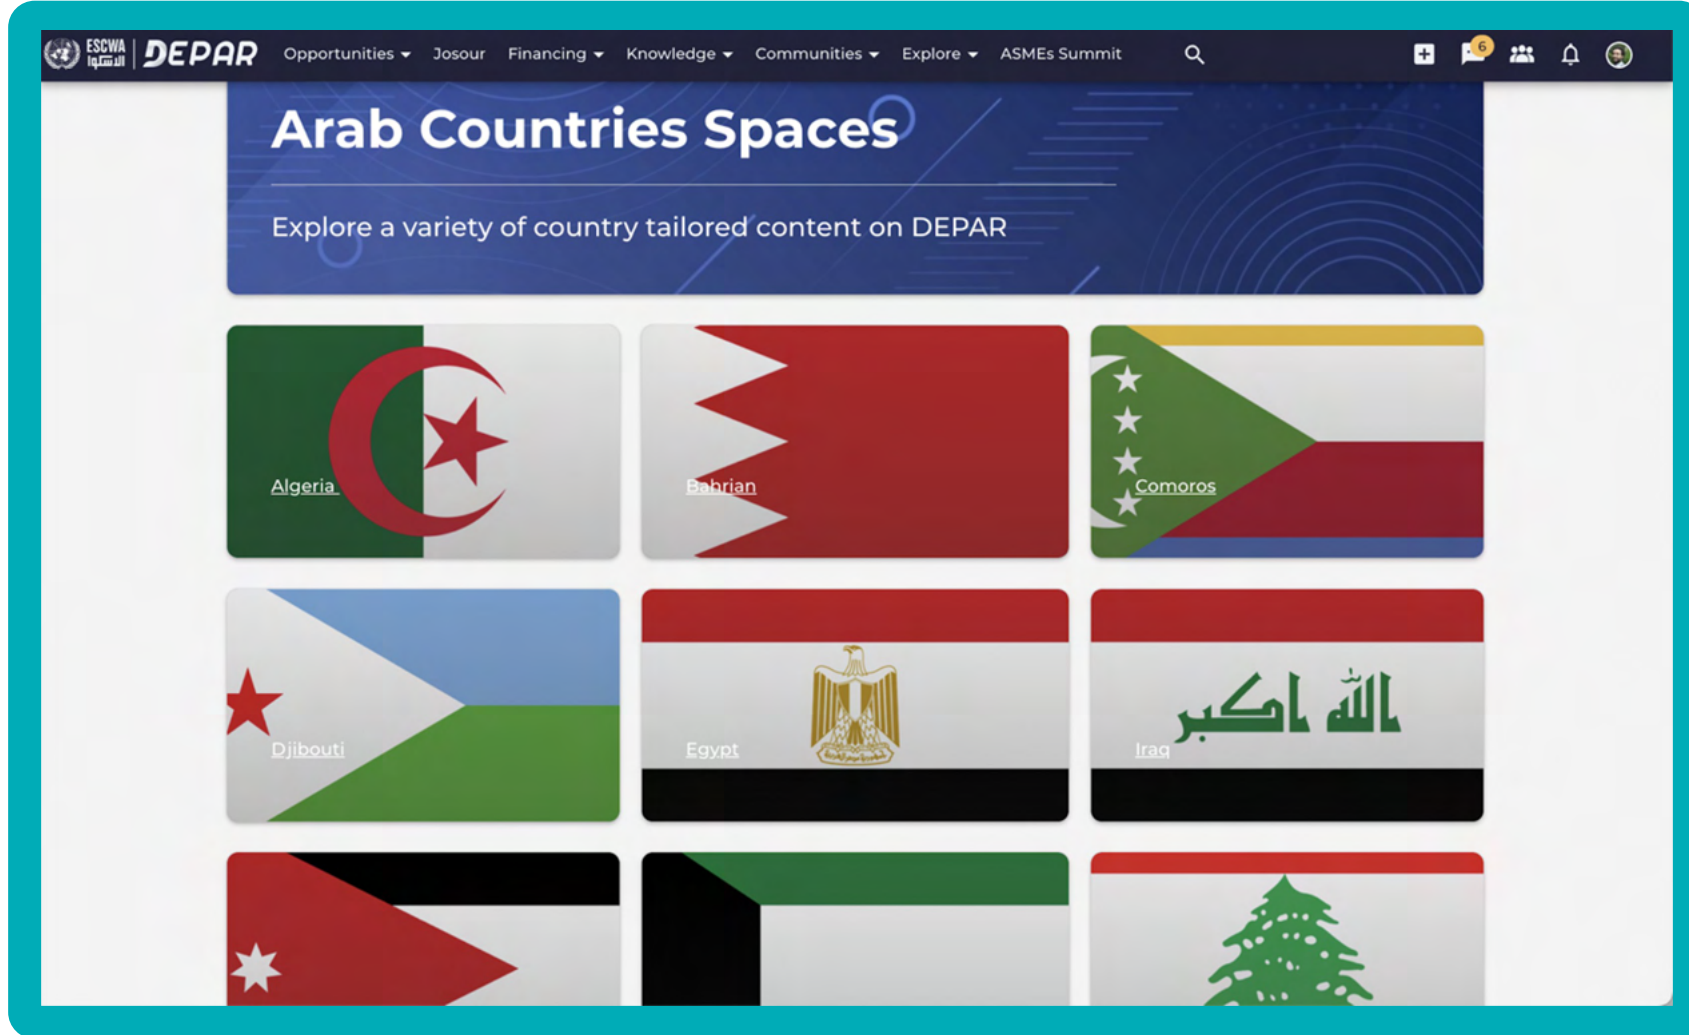 ESCWA
الاسكوا
DEPAR
Opportunities
Josour
Financing
Knowledge
Communities
Explore
ASMEs Summit
6
Arab Countries Spaces
Explore a variety of country tailored content on DEPAR
Algeria
Bahrian
Comoros
الله اكبر
Djibouti
Egypt
Iraq